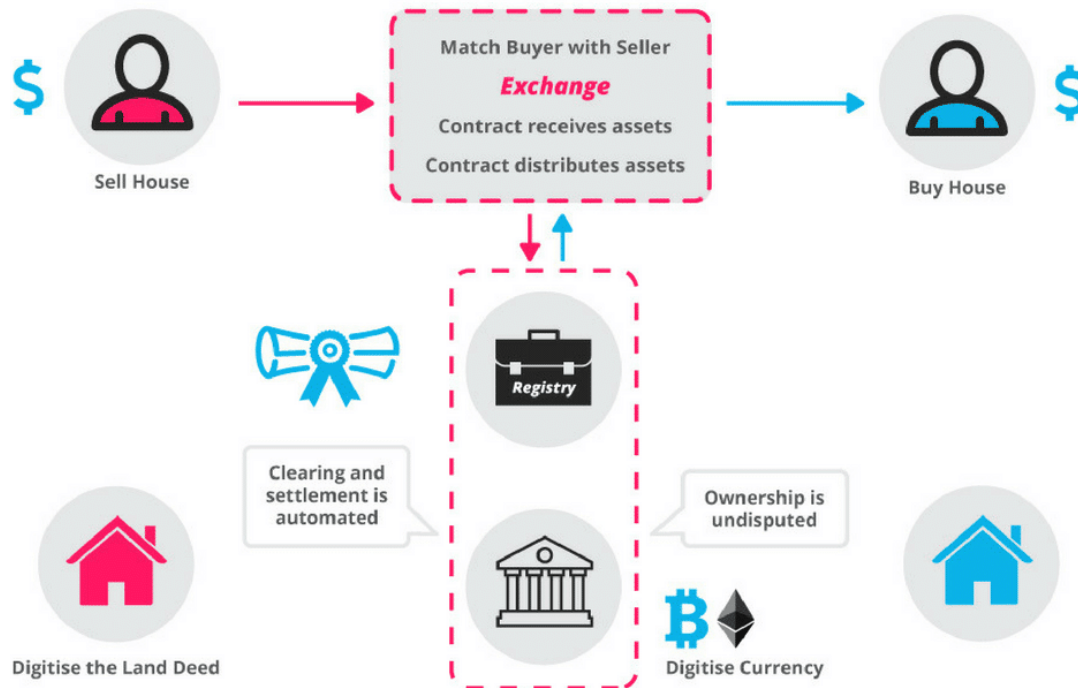 Match Buyer with Seller
Exchange
Contract receives assets
Contract distributes assets
$
$
Sell House
Buy House
Registry
Clearing and
settlement is
automated
Ownership is
undisputed
Digitise the Land Deed
Digitise Currency